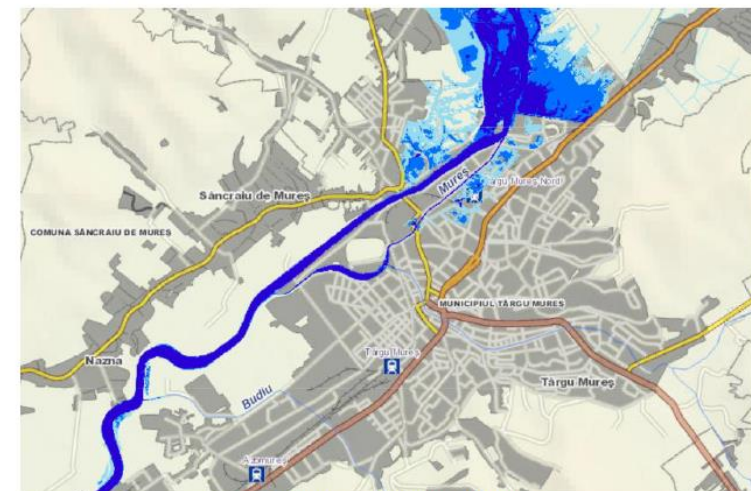 Mureș
Târgu Mureș Nord
Sâncraiu de Mureș
COMUNA SÂNCRAIU DE MUREȘ
MUNICIPIUL TÂRGU MUREȘ
Nazna
Târgu Mureș
Târgu Mureș
Budiu
Azomureș